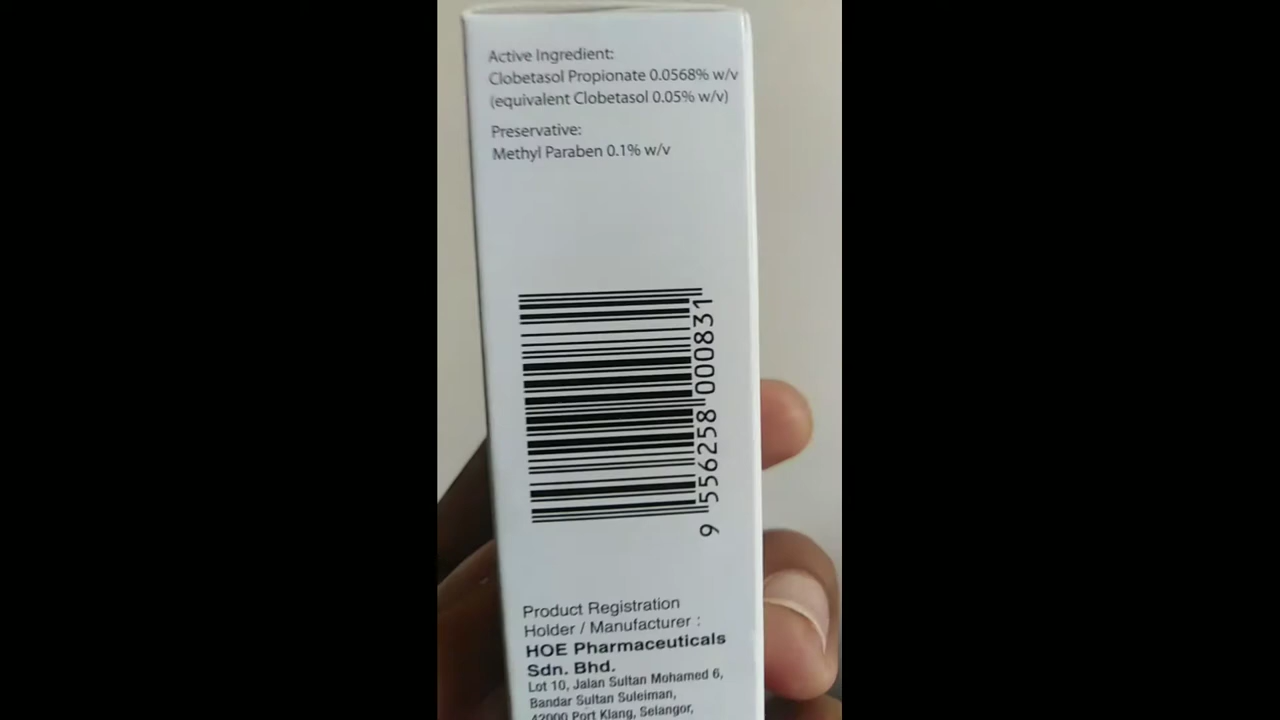 Active Ingredient:
Clobetasol Propionate 0.0568% w/v
(equivalent Clobetasol 0.05% w/v)
Preservative:
Methyl Paraben 0.1% w/v
9 556258 000831
Product Registration
Holder / Manufacturer :
HOE Pharmaceuticals
Sdn. Bhd.
Lot 10, Jalan Sultan Mohamed 6,
Bandar Sultan Suleiman,
42000 Port Klang, Selangor,